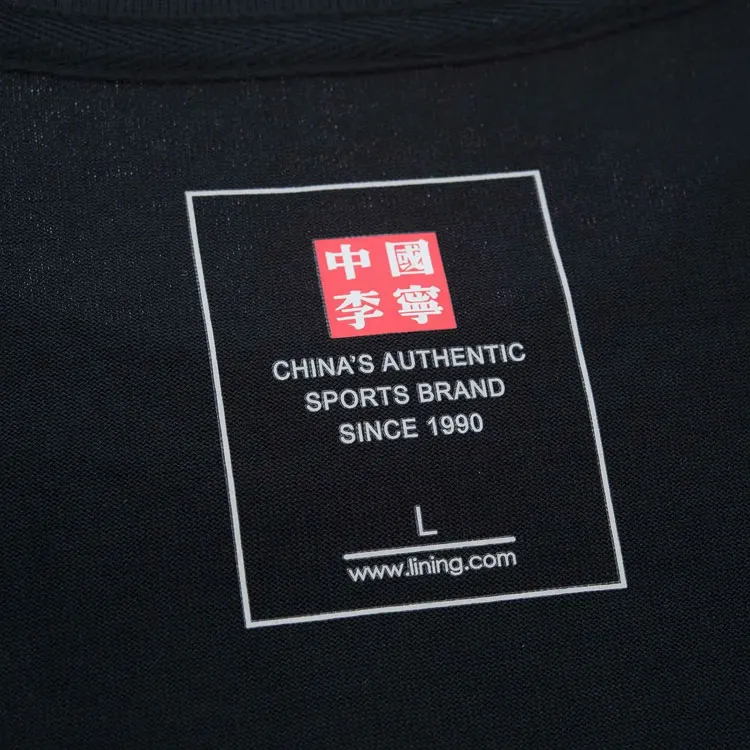 中國
李寧
CHINA'S AUTHENTIC
SPORTS BRAND
SINCE 1990
L
www.lining.com